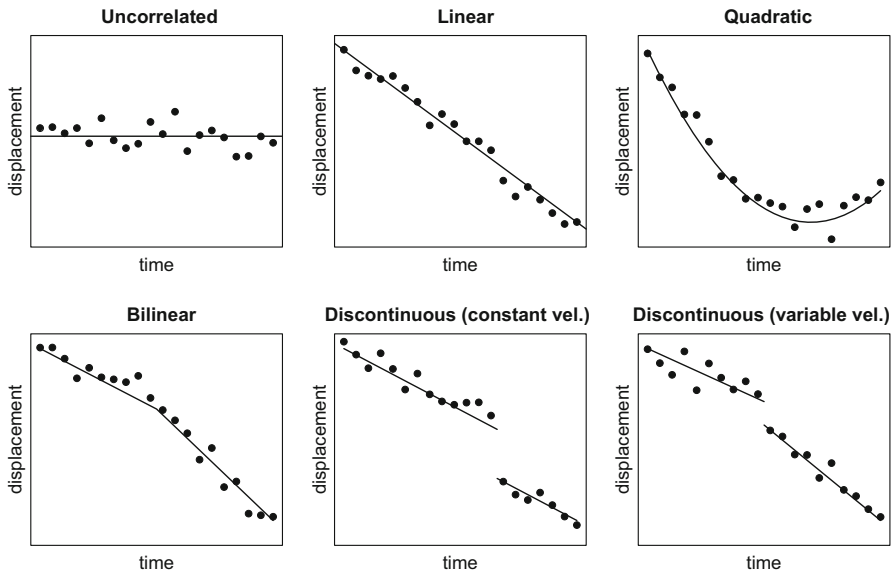 Uncorrelated
displacement
time
Linear
displacement
time
Quadratic
displacement
time
Bilinear
displacement
time
Discontinuous (constant vel.)
displacement
time
Discontinuous (variable vel.)
displacement
time